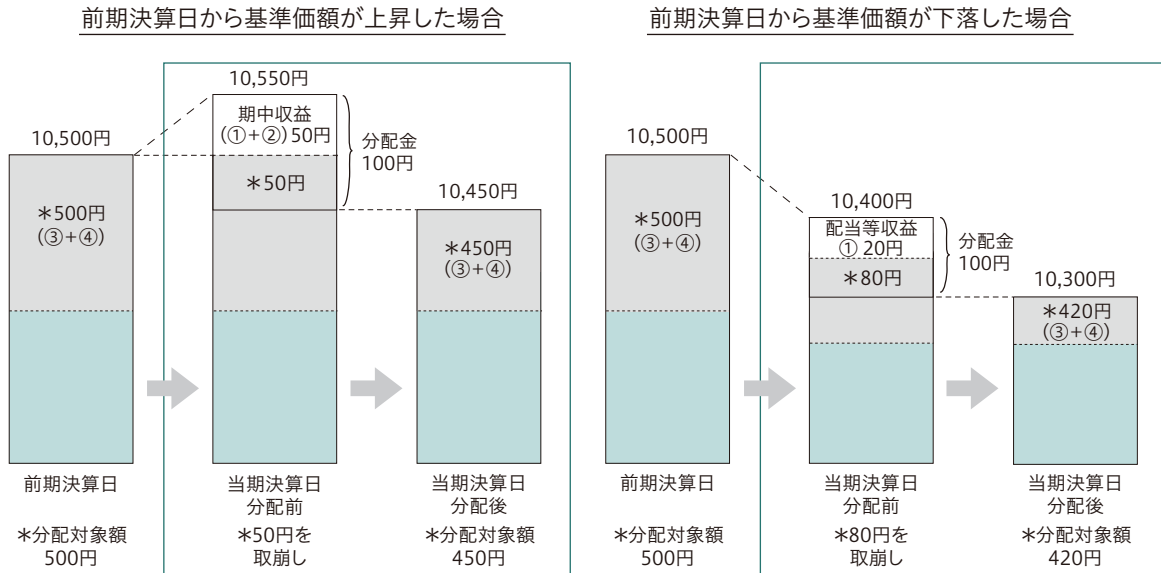 前期決算日から基準価額が上昇した場合
10,500円
＊500円
(③+④)
前期決算日
＊分配対象額
500円
10,550円
期中収益
(①+②)50円
＊50円
分配金
100円
当期決算日
分配前
＊50円を
取崩し
10,450円
＊450円
(③+④)
当期決算日
分配後
＊分配対象額
450円
前期決算日から基準価額が下落した場合
10,500円
＊500円
(③+④)
前期決算日
＊分配対象額
500円
10,400円
配当等収益
① 20円
＊80円
分配金
100円
当期決算日
分配前
＊80円を
取崩し
10,300円
＊420円
(③+④)
当期決算日
分配後
＊分配対象額
420円